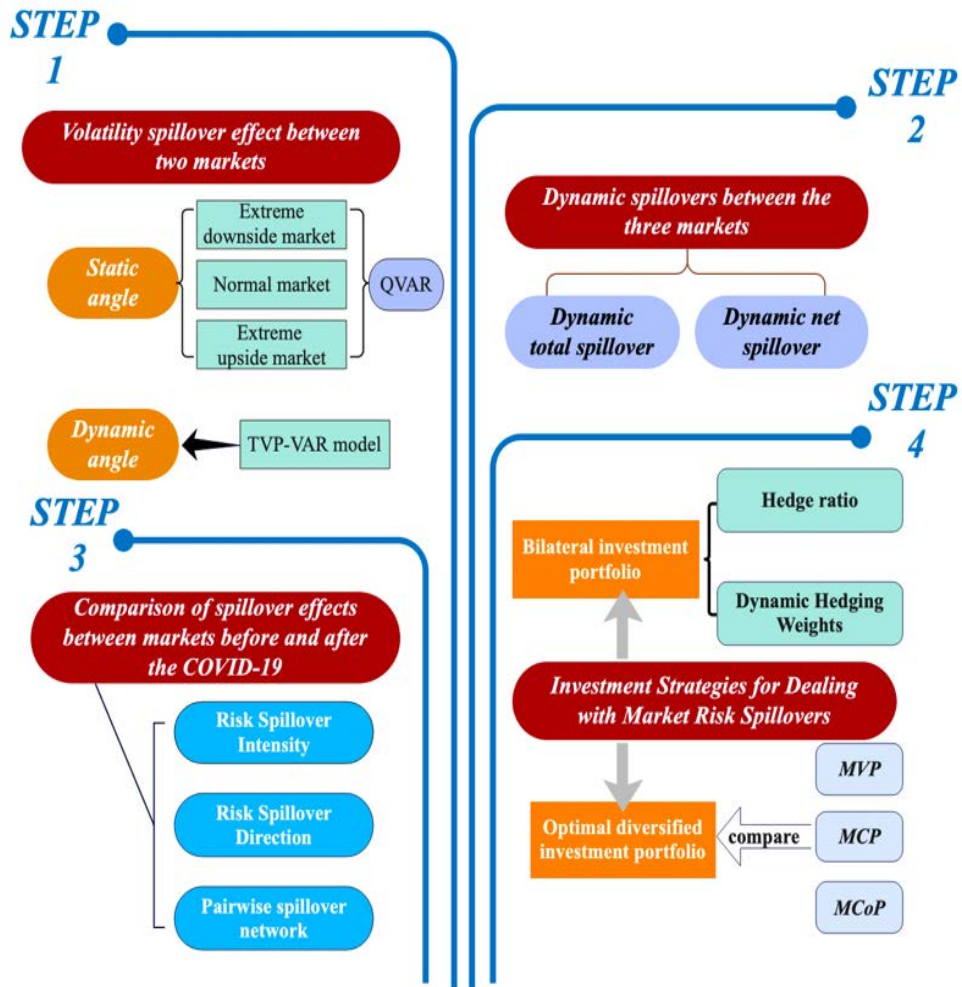 STEP
1
Volatility spillover effect between
two markets
Static
angle
Extreme
downside market
Normal market
Extreme
upside market
QVAR
Dynamic
angle
TVP-VAR model
STEP
2
Dynamic spillovers between the
three markets
Dynamic
total spillover
Dynamic net
spillover
STEP
3
Comparison of spillover effects
between markets before and after
the COVID-19
Risk Spillover
Intensity
Risk Spillover
Direction
Pairwise spillover
network
STEP
4
Hedge ratio
Bilateral investment
portfolio
Dynamic Hedging
Weights
Investment Strategies for Dealing
with Market Risk Spillovers
Optimal diversified
investment portfolio
compare
MVP
MCP
MCoP